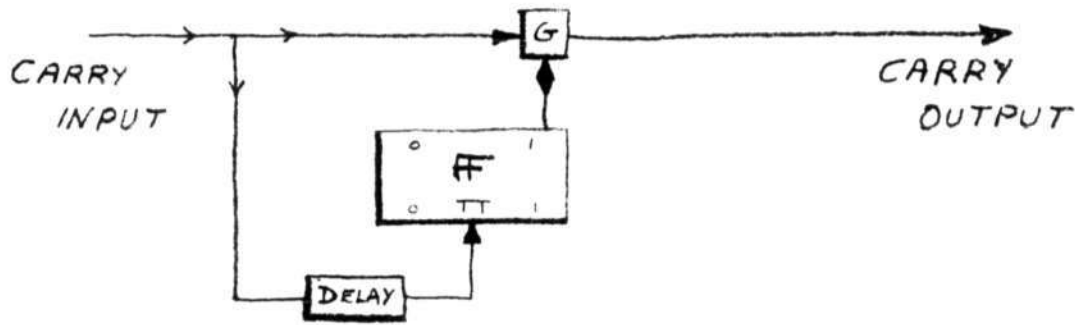 G
CARRY
INPUT
CARRY
OUTPUT
0 1
FF
0 TT 1
DELAY